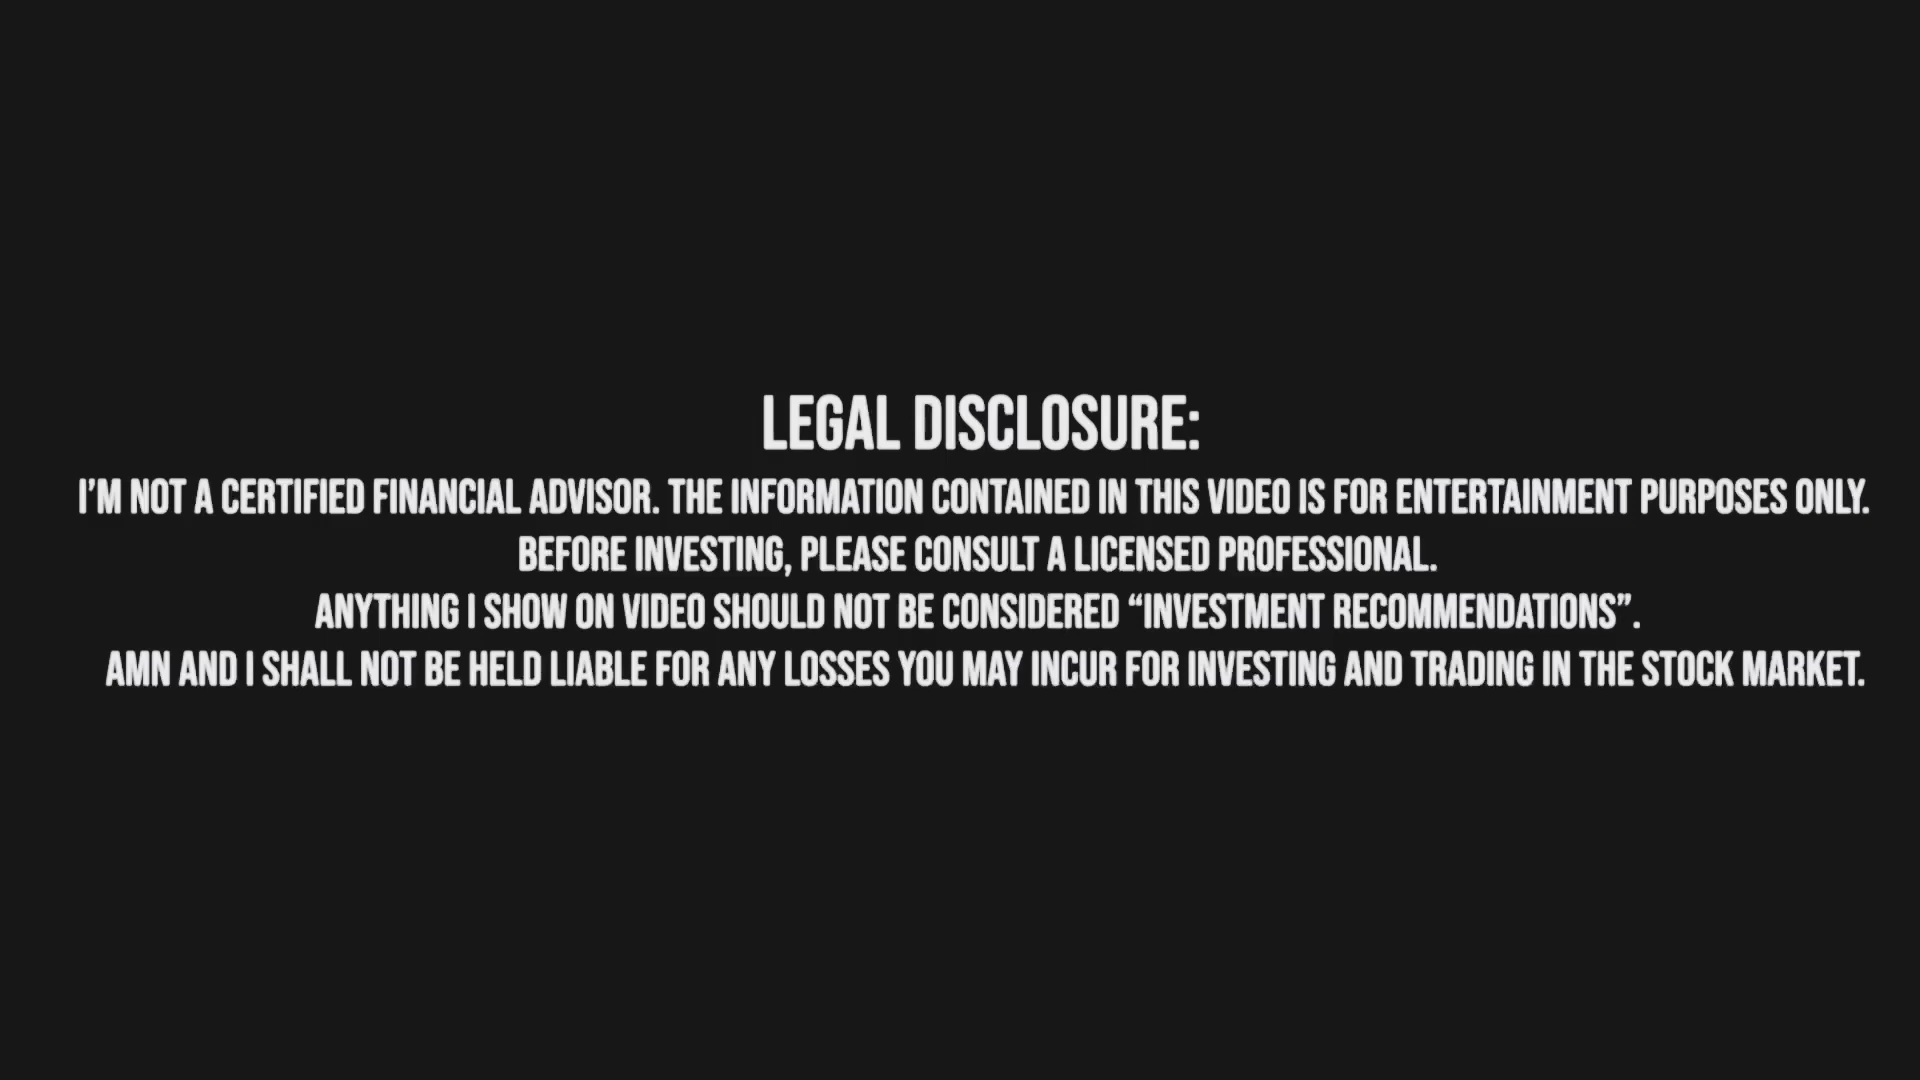 LEGAL DISCLOSURE:
I’M NOT A CERTIFIED FINANCIAL ADVISOR. THE INFORMATION CONTAINED IN THIS VIDEO IS FOR ENTERTAINMENT PURPOSES ONLY.
BEFORE INVESTING, PLEASE CONSULT A LICENSED PROFESSIONAL.
ANYTHING I SHOW ON VIDEO SHOULD NOT BE CONSIDERED “INVESTMENT RECOMMENDATIONS”.
AMN AND I SHALL NOT BE HELD LIABLE FOR ANY LOSSES YOU MAY INCUR FOR INVESTING AND TRADING IN THE STOCK MARKET.